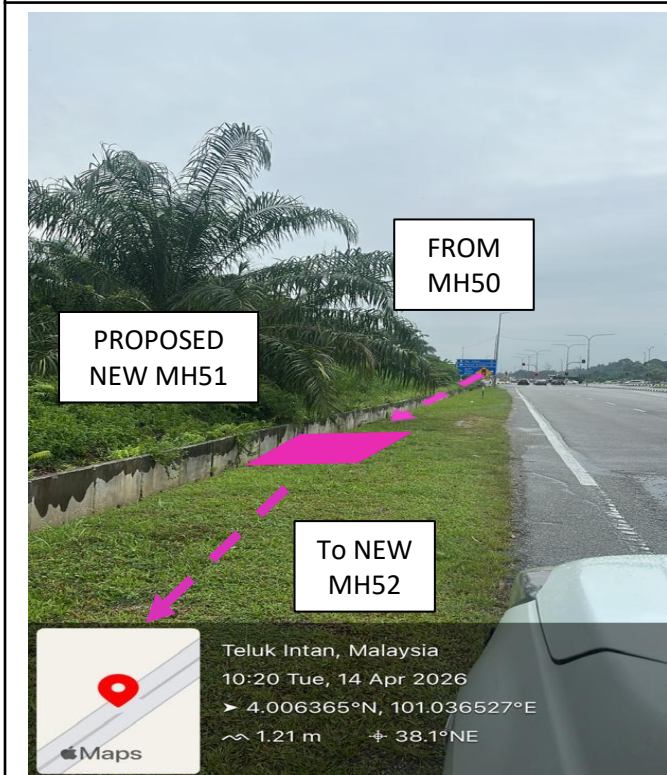 FROM
MH50
PROPOSED
NEW MH51
To NEW
MH52
Teluk Intan, Malaysia
10:20 Tue, 14 Apr 2026
4.006365°N, 101.036527°E
1.21 m 38.1°NE
Maps